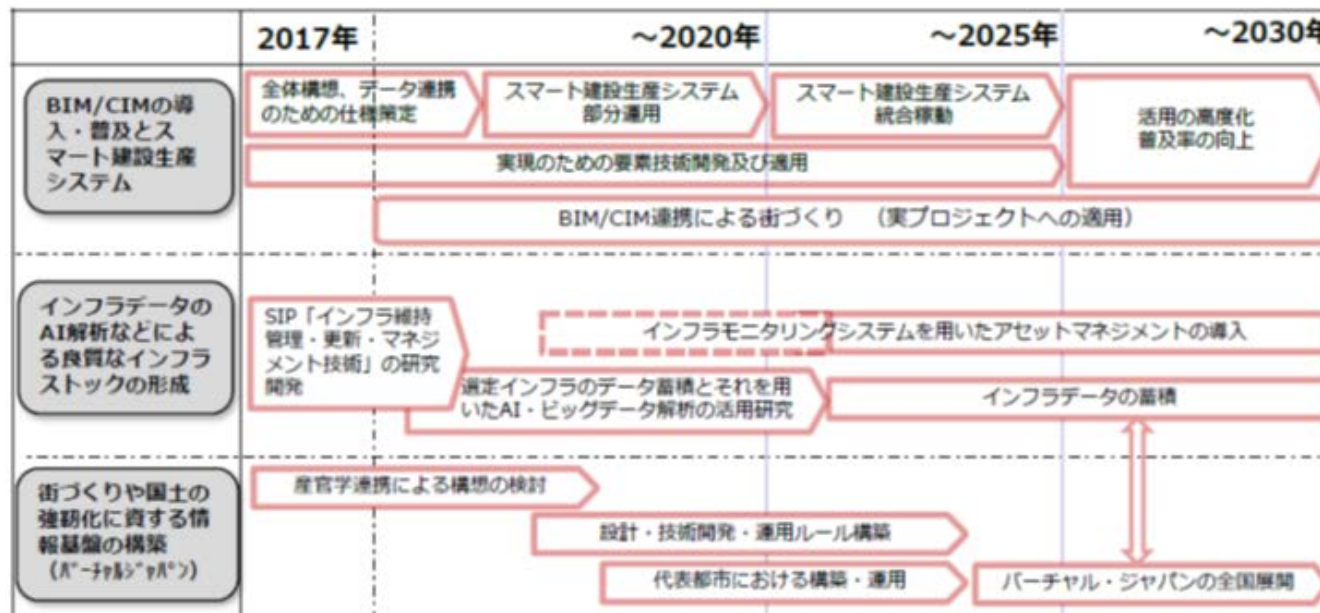 2017年
～2020年
～2025年
～2030年
BIM/CIMの導
入・普及とス
マート建設生産
システム
全体構想、データ連携
のための仕様策定
スマート建設生産システム
部分運用
スマート建設生産システム
統合稼動
活用の高度化
普及率の向上
実現のための要素技術開発及び適用
BIM/CIM連携による街づくり （実プロジェクトへの適用）
インフラデータの
AI解析などによ
る良質なインフラ
ストックの形成
SIP「インフラ維持
管理・更新・マネジ
メント技術」の研究
開発
インフラモニタリングシステムを用いたアセットマネジメントの導入
選定インフラのデータ蓄積とそれを用
いたAI・ビッグデータ解析の活用研究
インフラデータの蓄積
街づくりや国土の
強靭化に資する情
報基盤の構築
（ﾊﾞｰﾁｬﾙｼﾞｬﾊﾟﾝ）
産官学連携による構想の検討
設計・技術開発・運用ルール構築
代表都市における構築・運用
バーチャル・ジャパンの全国展開